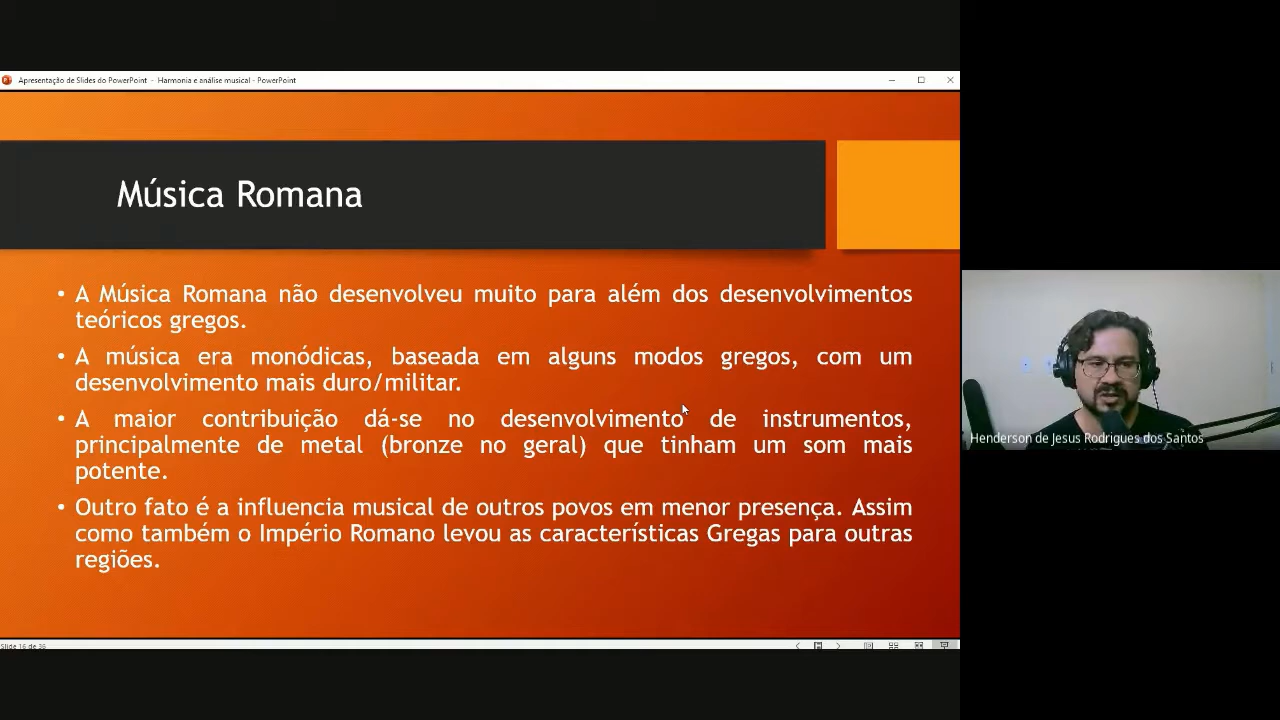 Apresentação de Slides do PowerPoint - Harmonia e análise musical - PowerPoint
Música Romana
• A Música Romana não desenvolveu muito para além dos desenvolvimentos
teóricos gregos.
• A música era monódicas, baseada em alguns modos gregos, com um
desenvolvimento mais duro/militar.
• A maior contribuição dá-se no desenvolvimento de instrumentos,
principalmente de metal (bronze no geral) que tinham um som mais
potente.
• Outro fato é a influencia musical de outros povos em menor presença. Assim
como também o Império Romano levou as características Gregas para outras
regiões.
Henderson de Jesus Rodrigues dos Santos
Slide 16 de 36